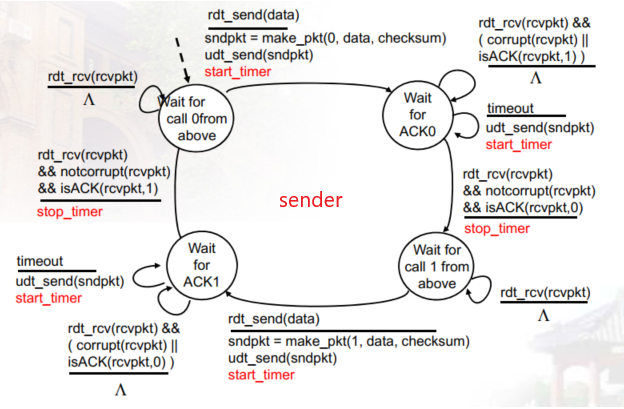 rdt_send(data)
sndpkt = make_pkt(0, data, checksum)
udt_send(sndpkt)
start_timer
rdt_rcv(rcvpkt) &&
( corrupt(rcvpkt) ||
isACK(rcvpkt,1) )
Λ
rdt_rcv(rcvpkt)
Λ
Wait for
call 0from
above
Wait
for
ACK0
timeout
udt_send(sndpkt)
start_timer
rdt_rcv(rcvpkt)
&& notcorrupt(rcvpkt)
&& isACK(rcvpkt,1)
stop_timer
sender
rdt_rcv(rcvpkt)
&& notcorrupt(rcvpkt)
&& isACK(rcvpkt,0)
stop_timer
timeout
udt_send(sndpkt)
start_timer
Wait
for
ACK1
Wait for
call 1 from
above
rdt_rcv(rcvpkt)
Λ
rdt_rcv(rcvpkt) &&
( corrupt(rcvpkt) ||
isACK(rcvpkt,0) )
Λ
rdt_send(data)
sndpkt = make_pkt(1, data, checksum)
udt_send(sndpkt)
start_timer